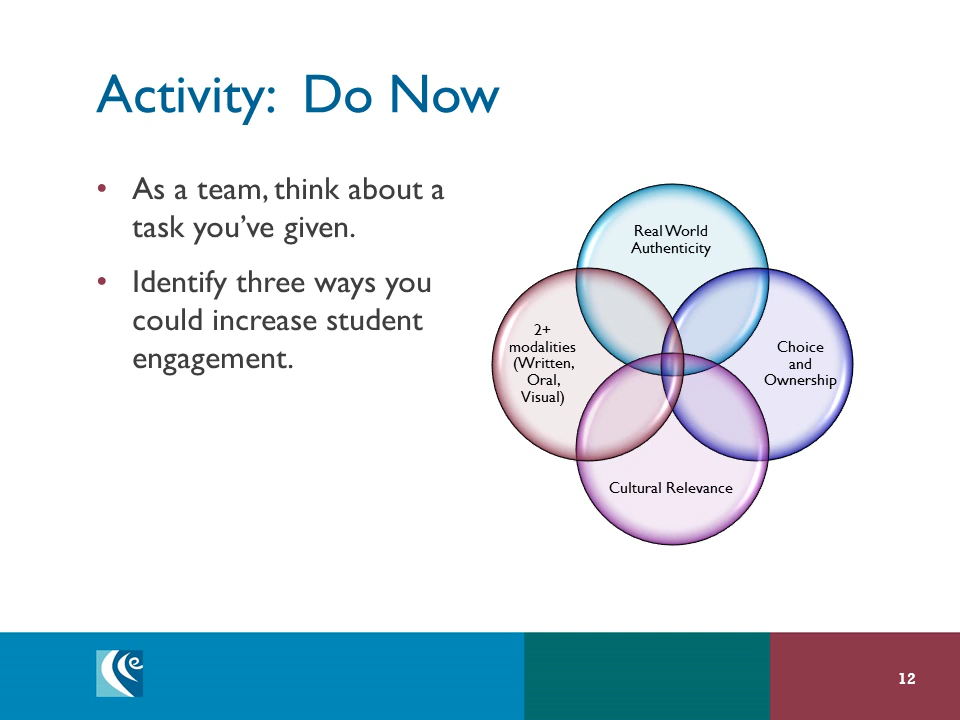 Activity: Do Now
• As a team, think about a
task you’ve given.
• Identify three ways you
could increase student
engagement.
Real World
Authenticity
2+
modalities
(Written,
Oral,
Visual)
Choice
and
Ownership
Cultural Relevance
e
12